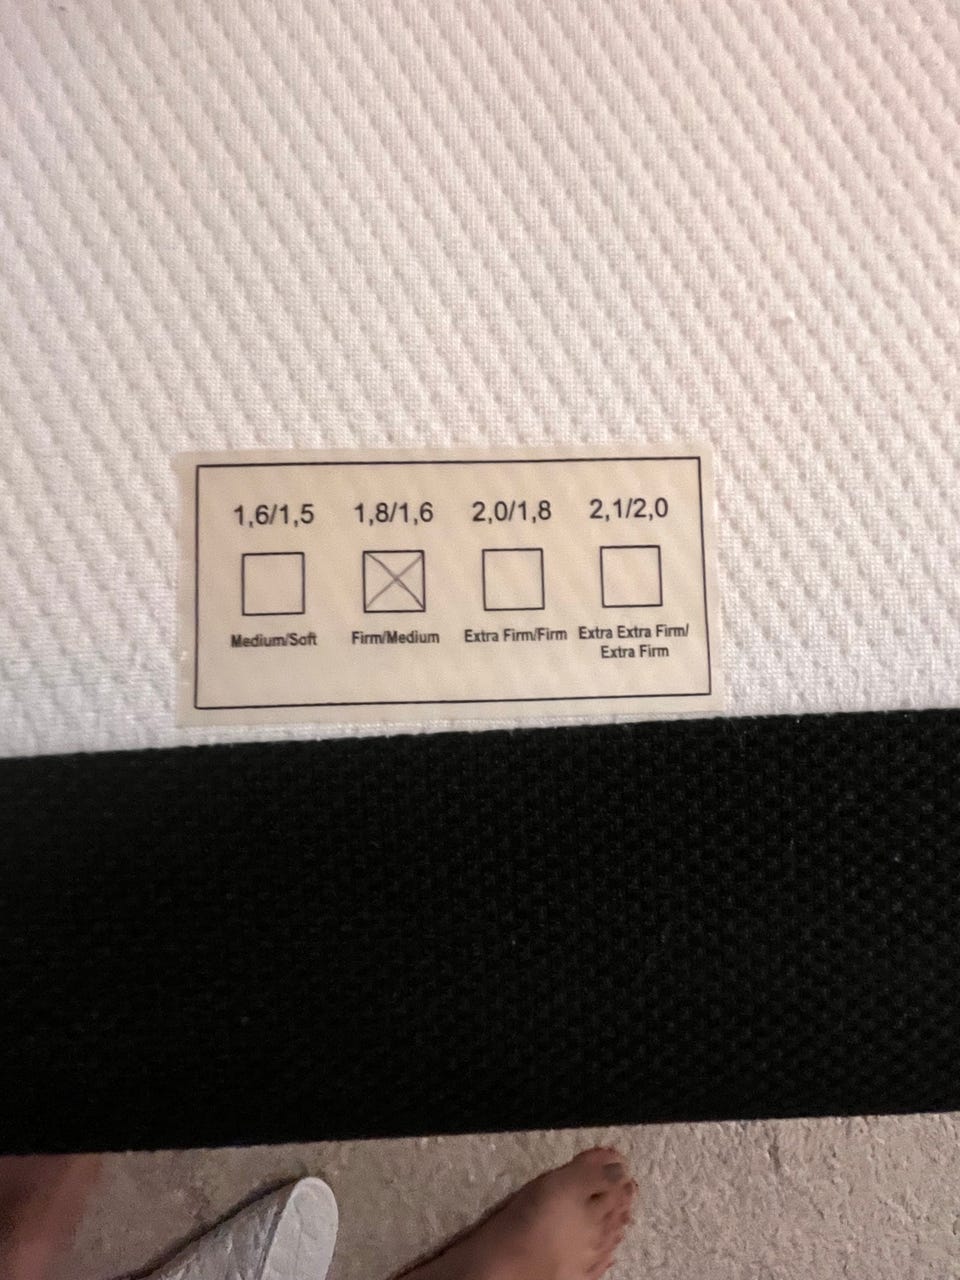 1,6/1,5 1,8/1,6 2,0/1,8 2,1/2,0
Medium/Soft Firm/Medium Extra Firm/Firm Extra Extra Firm/
Extra Firm